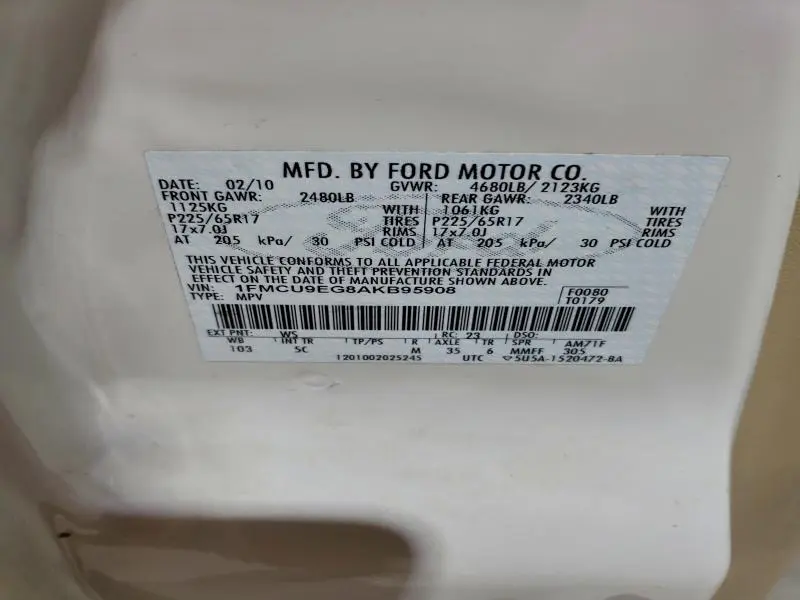 MFD. BY FORD MOTOR CO.
DATE: 02/10 GVWR: 4680LB/ 2123KG
FRONT GAWR: 2480LB REAR GAWR: 2340LB
1125KG WITH 1061KG WITH
P225/65R17 TIRES P225/65R17 TIRES
17x7.0J RIMS 17x7.0J RIMS
AT 205 kPa/ 30 PSI COLD AT 205 kPa/ 30 PSI COLD
THIS VEHICLE CONFORMS TO ALL APPLICABLE FEDERAL MOTOR
VEHICLE SAFETY AND THEFT PREVENTION STANDARDS IN
EFFECT ON THE DATE OF MANUFACTURE SHOWN ABOVE.
VIN: 1FMCU9EG8AKB95908 F0080
TYPE: MPV T0179
EXT PNT: WS RC: 23 DSO:
WB INT TR TP/PS R AXLE TR SPR AM71F
103 5C M 35 6 MMFF 305
1201002025245 UTC 5U5A-1520472-BA